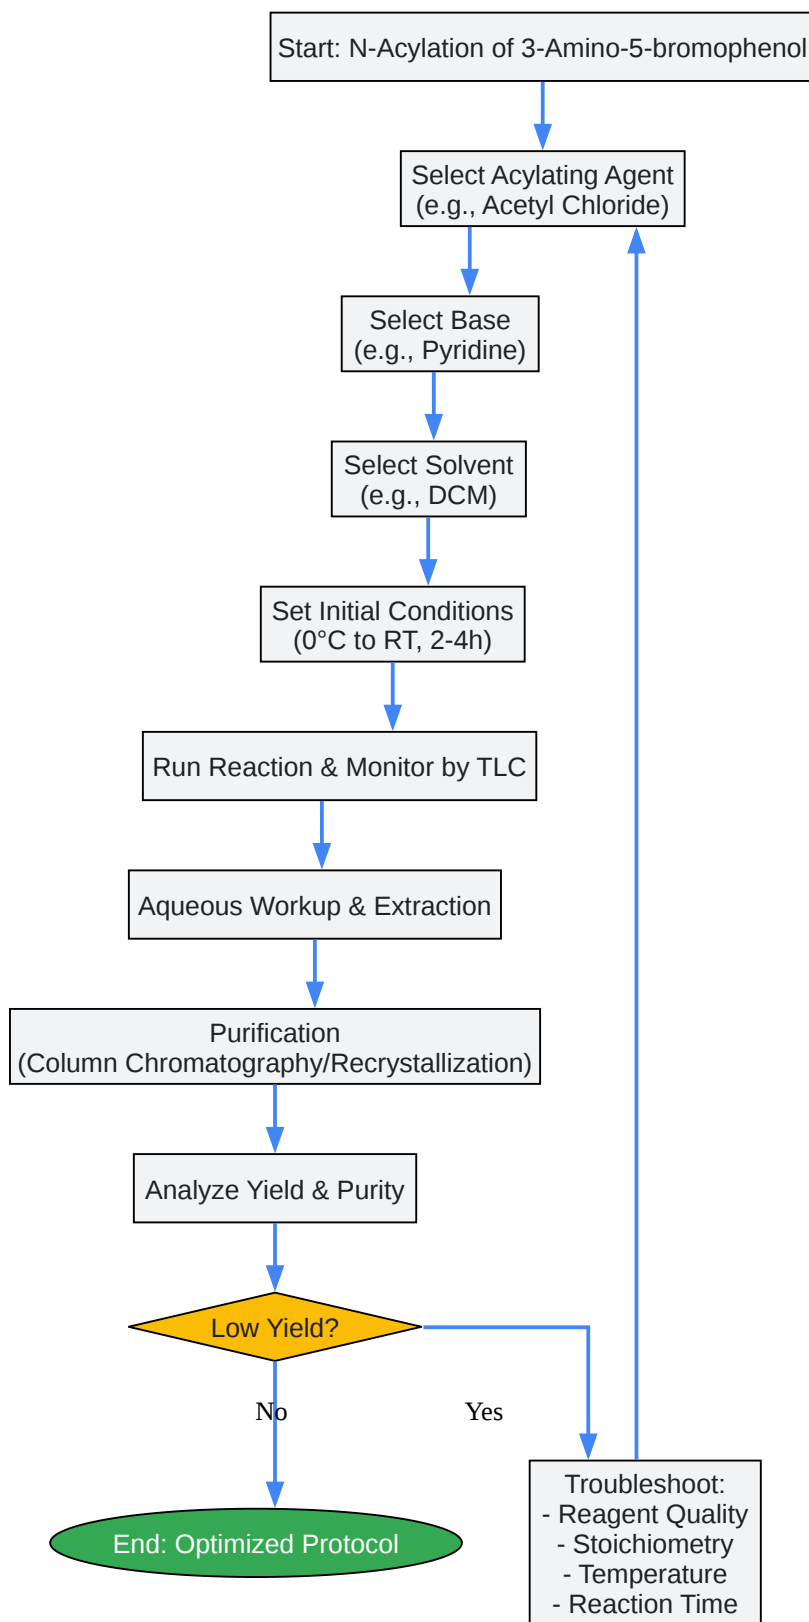 Start: N-Acylation of 3-Amino-5-bromophenol
Select Acylating Agent
(e.g., Acetyl Chloride)
Select Base
(e.g., Pyridine)
Select Solvent
(e.g., DCM)
Set Initial Conditions
(0°C to RT, 2-4h)
Run Reaction & Monitor by TLC
Aqueous Workup & Extraction
Purification
(Column Chromatography/Recrystallization)
Analyze Yield & Purity
Low Yield?
No
Yes
End: Optimized Protocol
Troubleshoot:
- Reagent Quality
- Stoichiometry
- Temperature
- Reaction Time